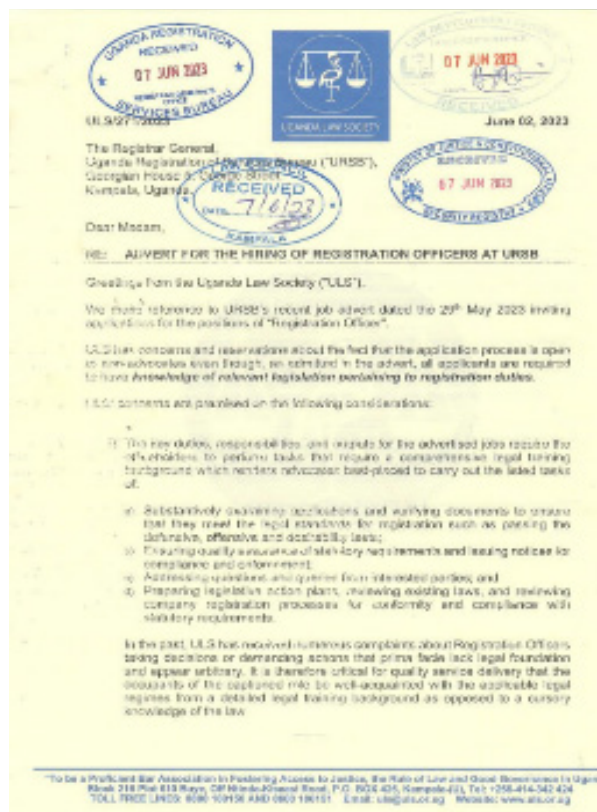 UGANDA REGISTRATION
RECEIVED
07 JUN 2023
SERVICES BUREAU
UGANDA LAW SOCIETY
07 JUN 2023
RECEIVED
June 02, 2023
The Registrar General,
Uganda Registration ("URSB"),
Georgian House 5, George Street
Kampala, Uganda.
RECEIVED
DATE: 7/6/23
KAMPALA
RECEIVED
07 JUN 2023
Dear Madam,
RE: ADVERT FOR THE HIRING OF REGISTRATION OFFICERS AT URSB
Greetings from the Uganda Law Society ("ULS").
We make reference to URSB's recent job advert dated the 29th May 2023 inviting
applications for the positions of "Registration Officer".
ULS has concerns and reservations about the fact that the application process is open
to non-advocates even though, as admitted in the advert, all applicants are required
to have knowledge of relevant legislation pertaining to registration duties.
ULS' concerns are premised on the following considerations:
i) The key duties, responsibilities, and outputs for the advertised jobs require the
officeholders to perform tasks that require a comprehensive legal training
background which renders advocates best-placed to carry out the listed tasks
of:
a) Substantively examining applications and verifying documents to ensure
that they meet the legal standards for registration such as passing the
defensive, offensive and desirability tests;
b) Ensuring quality assurance of statutory requirements and issuing notices for
compliance and enforcement;
c) Addressing questions and queries from interested parties; and
d) Preparing legislative action plans, reviewing existing laws, and reviewing
company registration processes for conformity and compliance with
statutory requirements.
In the past, ULS has received numerous complaints about Registration Officers
taking decisions or demanding actions that prima facie lack legal foundation
and appear arbitrary. It is therefore critical for quality service delivery that the
occupants of the captioned role be well-acquainted with the applicable legal
regimes from a detailed legal training background as opposed to a cursory
knowledge of the law.
"To be a Proficient Bar Association in Fostering Access to Justice, the Rule of Law and Good Governance in